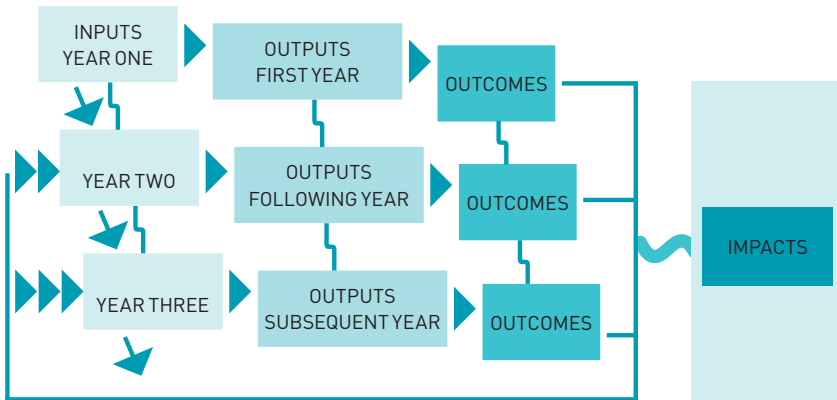 INPUTS
YEAR ONE
OUTPUTS
FIRST YEAR
OUTCOMES
YEAR TWO
OUTPUTS
FOLLOWING YEAR
OUTCOMES
IMPACTS
YEAR THREE
OUTPUTS
SUBSEQUENT YEAR
OUTCOMES